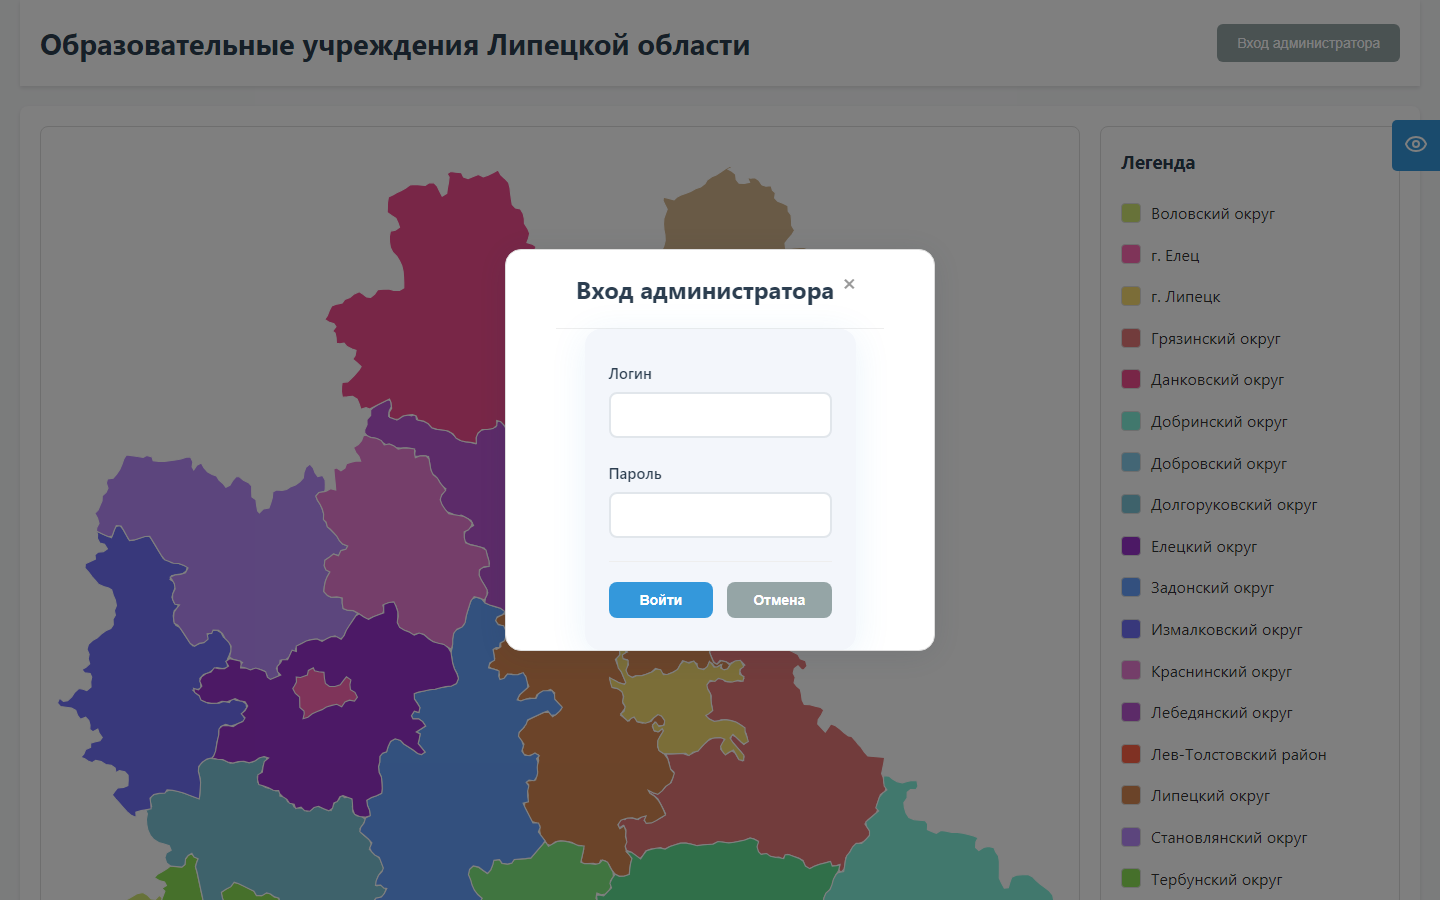 Образовательные учреждения Липецкой области
Вход администратора
Легенда
Воловский округ
г. Елец
г. Липецк
Грязинский округ
Данковский округ
Добринский округ
Добровский округ
Долгоруковский округ
Елецкий округ
Задонский округ
Измалковский округ
Краснинский округ
Лебедянский округ
Лев-Толстовский район
Липецкий округ
Становлянский округ
Тербунский округ
Вход администратора ×
Логин
Пароль
Войти Отмена